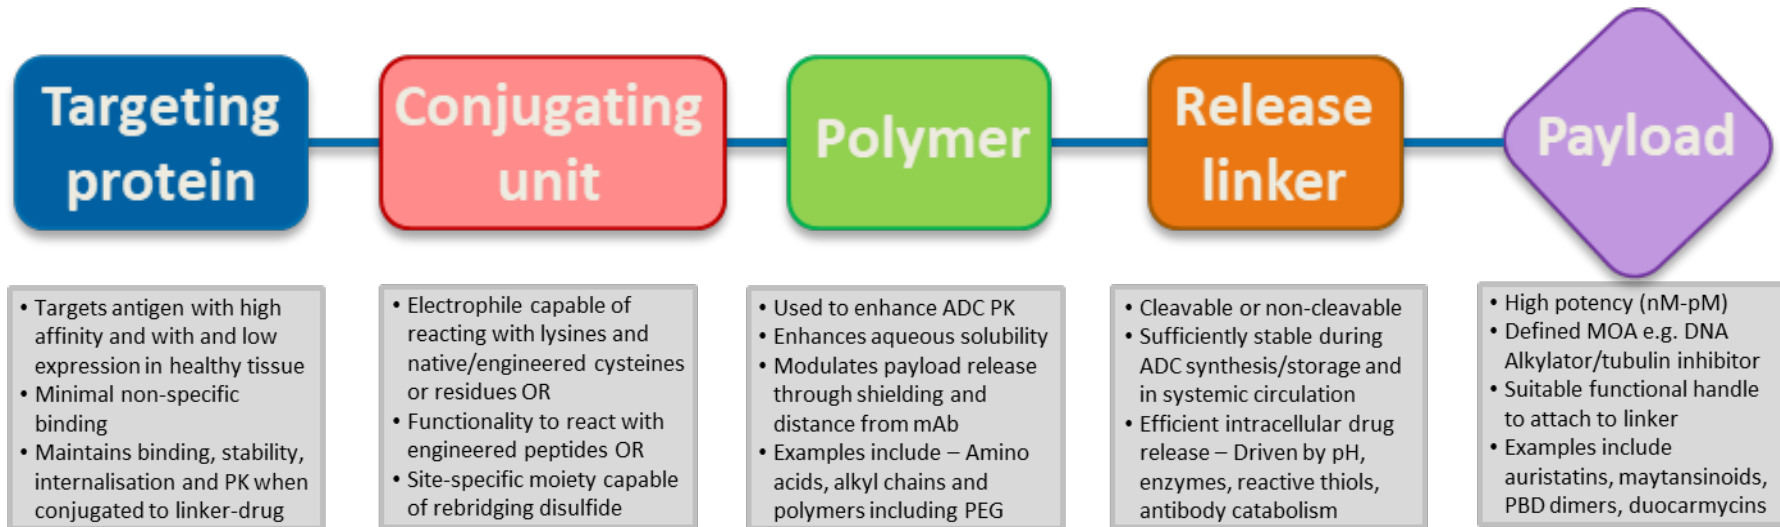 Targeting
protein
Conjugating
unit
Polymer
Release
linker
Payload
• Targets antigen with high
affinity and with and low
expression in healthy tissue
• Minimal non-specific
binding
• Maintains binding, stability,
internalisation and PK when
conjugated to linker-drug
• Electrophile capable of
reacting with lysines and
native/engineered cysteines
or residues OR
• Functionality to react with
engineered peptides OR
• Site-specific moiety capable
of rebridging disulfide
• Used to enhance ADC PK
• Enhances aqueous solubility
• Modulates payload release
through shielding and
distance from mAb
• Examples include – Amino
acids, alkyl chains and
polymers including PEG
• Cleavable or non-cleavable
• Sufficiently stable during
ADC synthesis/storage and
in systemic circulation
• Efficient intracellular drug
release – Driven by pH,
enzymes, reactive thiols,
antibody catabolism
• High potency (nM-pM)
• Defined MOA e.g. DNA
Alkylator/tubulin inhibitor
• Suitable functional handle
to attach to linker
• Examples include
auristatins, maytansinoids,
PBD dimers, duocarmycins